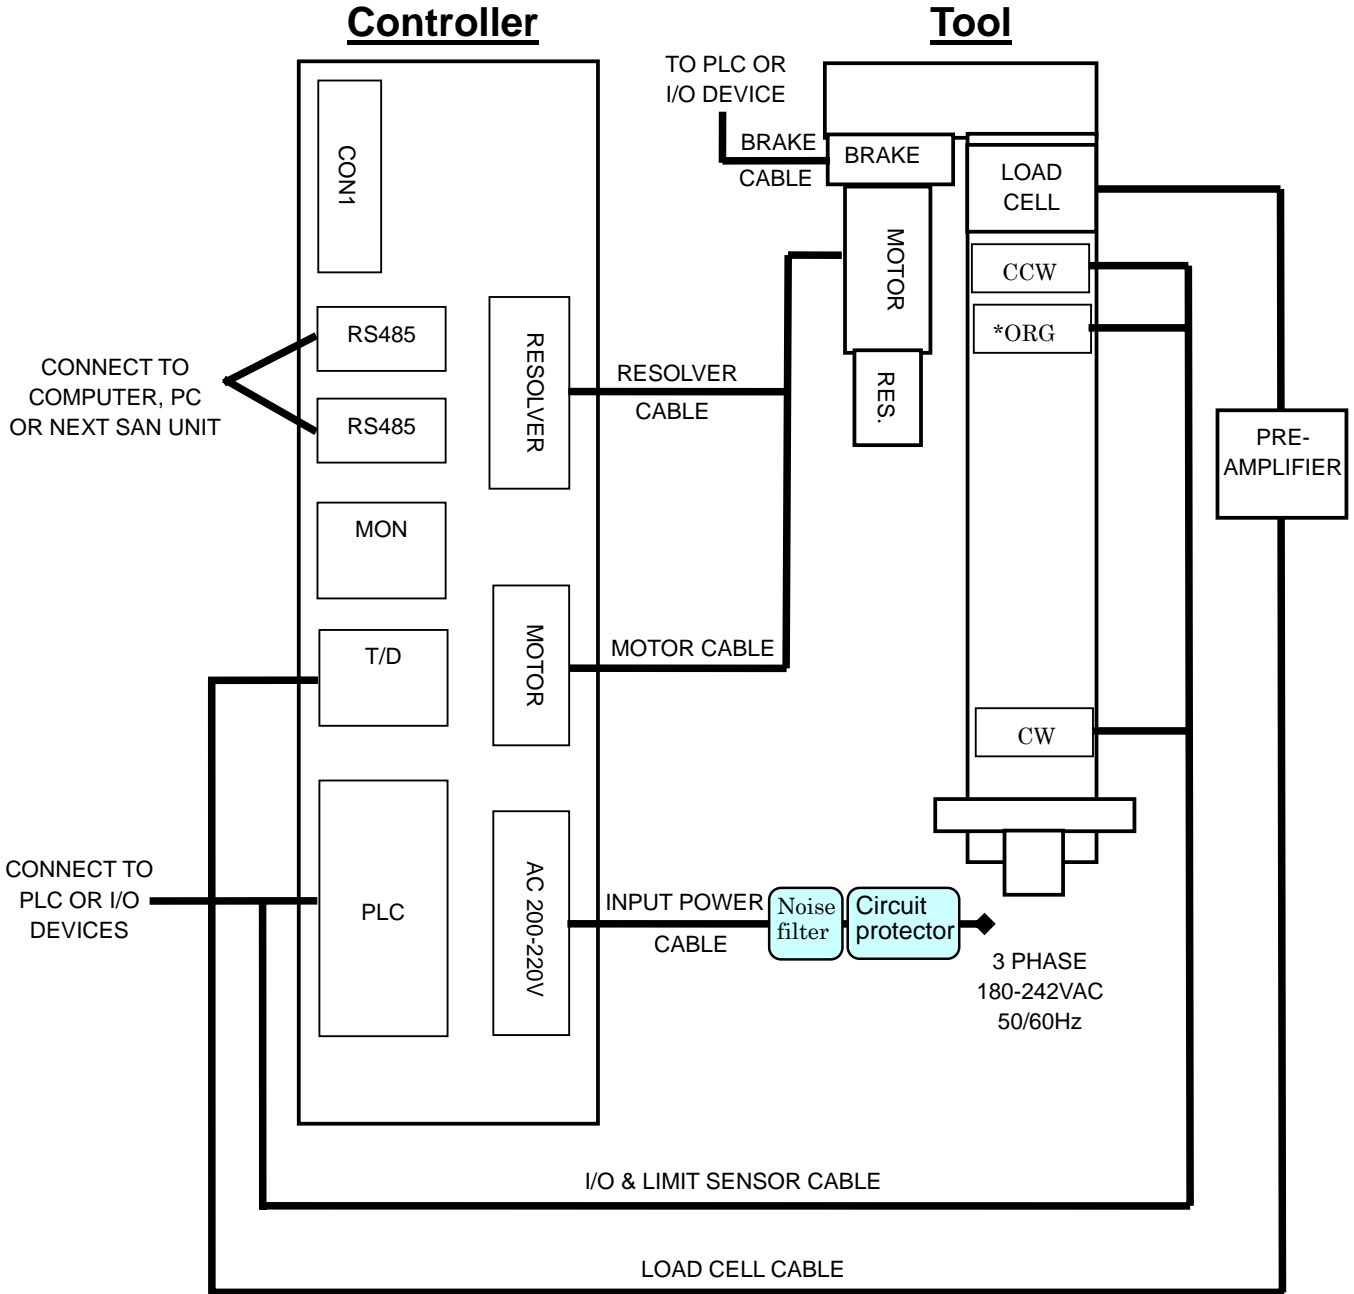 Controller
Tool
TO PLC OR
I/O DEVICE
BRAKE
CABLE
BRAKE
LOAD
CELL
CON1
MOTOR
CCW
*ORG
RS485
RESOLVER
CONNECT TO
COMPUTER, PC
OR NEXT SAN UNIT
RESOLVER
CABLE
RES.
RS485
PRE-
AMPLIFIER
MON
T/D
MOTOR
MOTOR CABLE
CW
CONNECT TO
PLC OR I/O
DEVICES
PLC
AC 200-220V
INPUT POWER
CABLE
Noise
filter
Circuit
protector
3 PHASE
180-242VAC
50/60Hz
I/O & LIMIT SENSOR CABLE
LOAD CELL CABLE